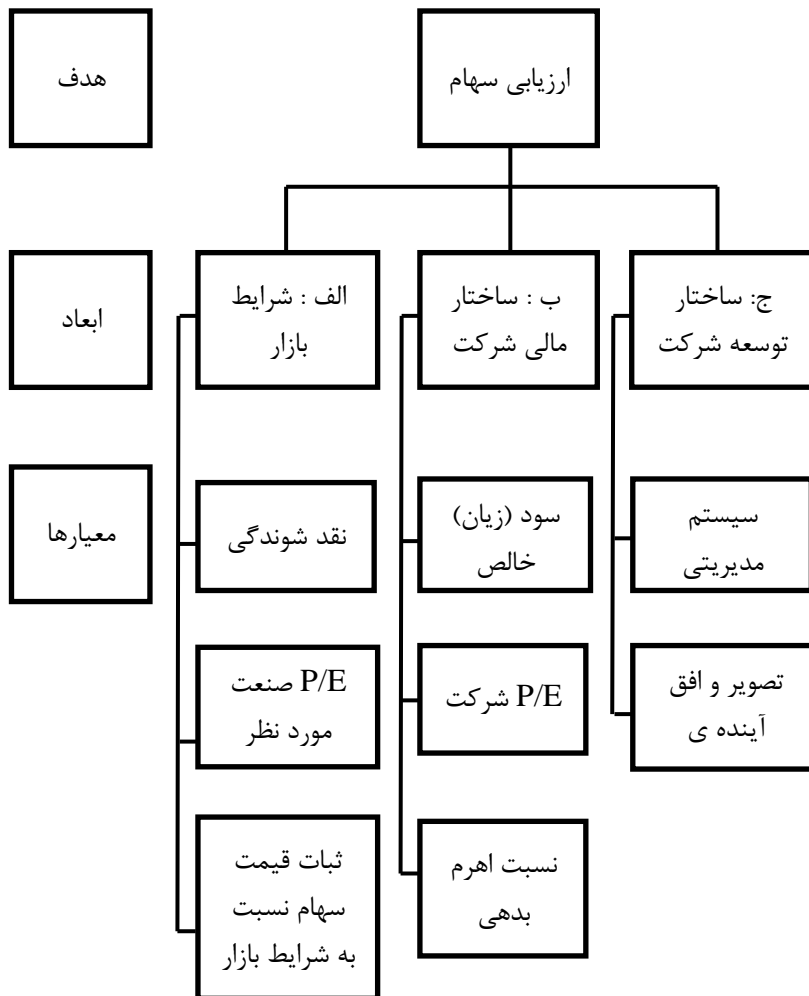 هدف
ارزیابی سهام
ابعاد
الف : شرایط
بازار
ب : ساختار
مالی شرکت
ج: ساختار
توسعه شرکت
معیارها
نقد شوندگی
سود (زیان)
خالص
سیستم
مدیریتی
P/E صنعت
مورد نظر
P/E شرکت
تصویر و افق
آینده ی
ثبات قیمت
سهام نسبت
به شرایط بازار
نسبت اهرم
بدهی